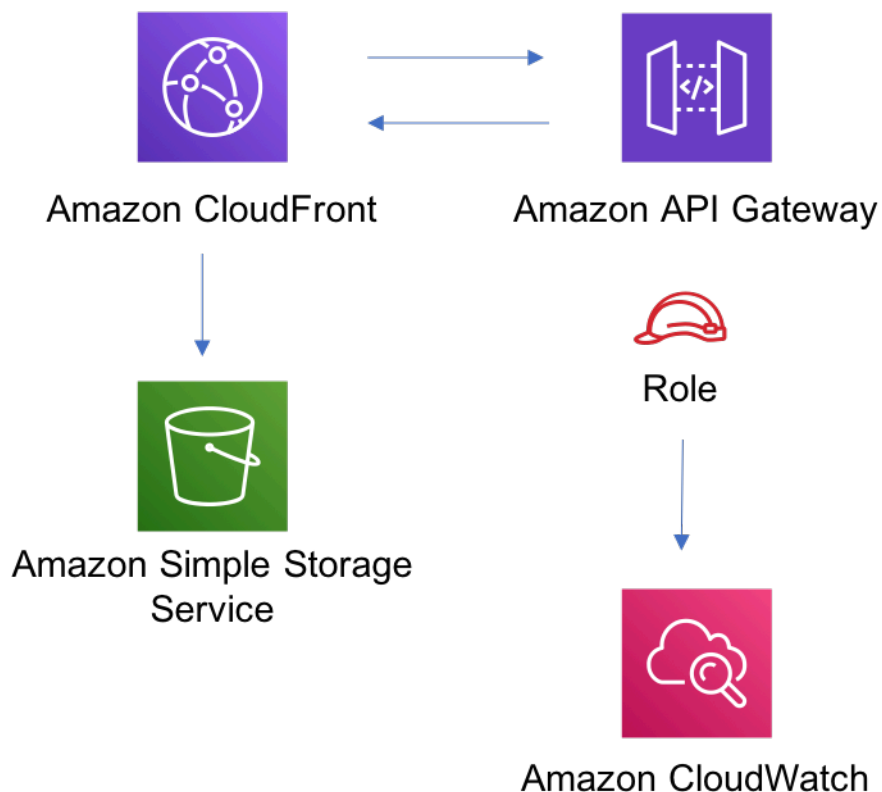 Amazon CloudFront
Amazon API Gateway
</>
Role
Amazon Simple Storage
Service
Amazon CloudWatch